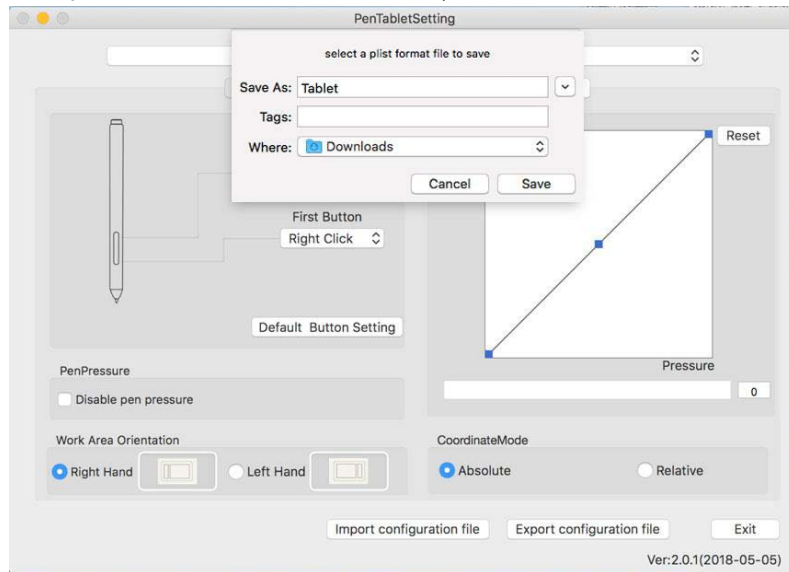 PenTabletSetting
select a plist format file to save
Save As: Tablet
Tags:
Where: Downloads
Cancel Save
Reset
First Button
Right Click
Default Button Setting
Pressure
0
PenPressure
Disable pen pressure
Work Area Orientation
Right Hand Left Hand
CoordinateMode
Absolute Relative
Import configuration file Export configuration file Exit
Ver:2.0.1(2018-05-05)